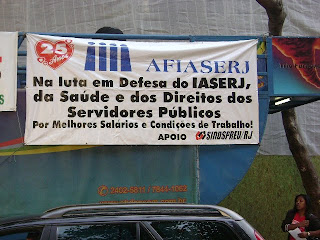 25
Anos
AFIASERJ
Na luta em Defesa do IASERJ,
da Saúde e dos Direitos dos
Servidores Públicos
Por Melhores Salários e Condições de Trabalho!
APOIO SINDSPREV/RJ